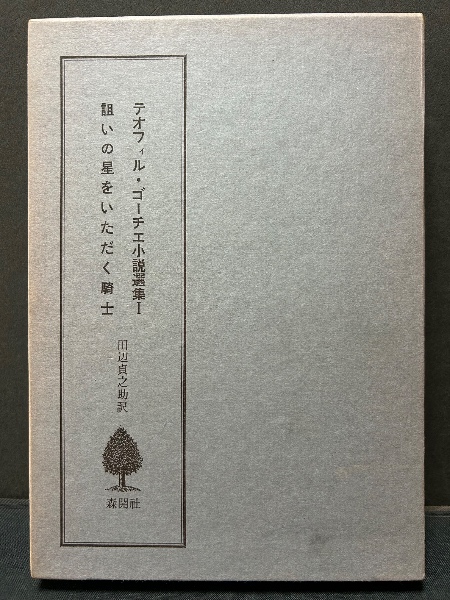 テオフィル・ゴーチエ小説選集Ⅰ
詛いの星をいただく騎士
田辺貞之助訳
森開社